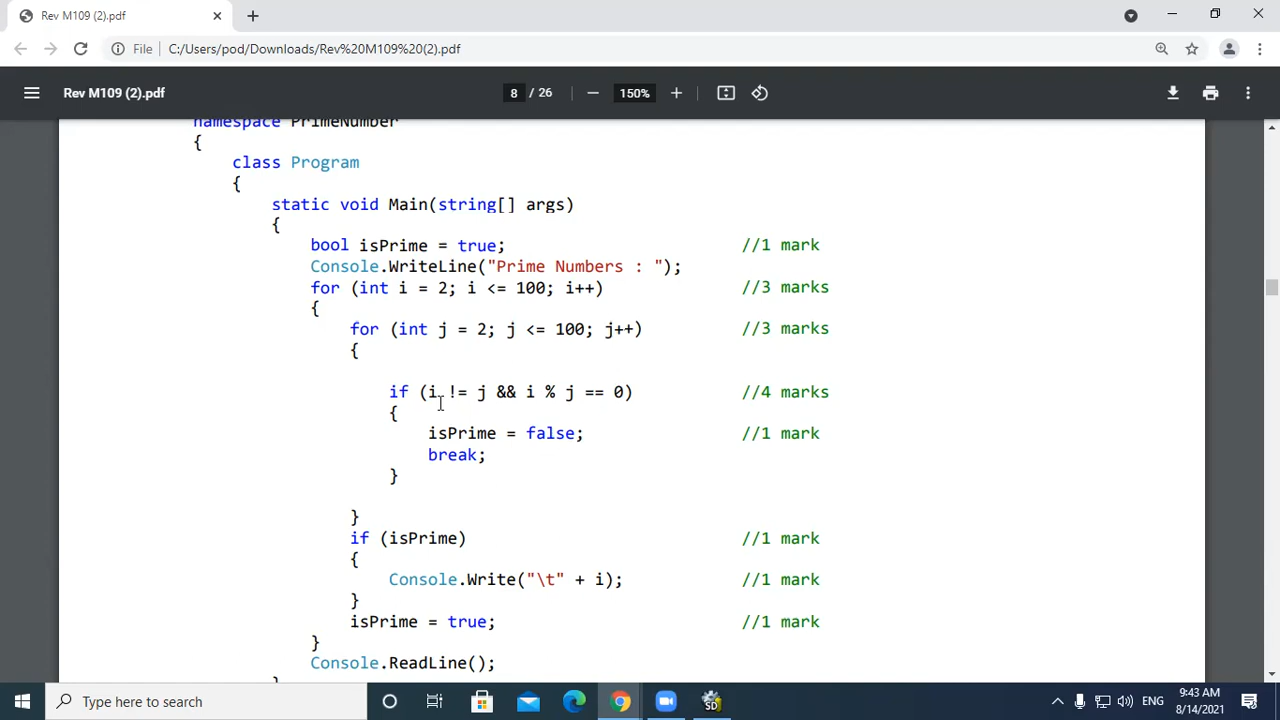 Rev M109 (2).pdf
File
C:/Users/pod/Downloads/Rev%20M109%20(2).pdf
Rev M109 (2).pdf
8 / 26
150%
namespace PrimeNumber
{
class Program
{
static void Main(string[] args)
{
bool isPrime = true; //1 mark
Console.WriteLine("Prime Numbers : ");
for (int i = 2; i <= 100; i++) //3 marks
{
for (int j = 2; j <= 100; j++) //3 marks
{
if (i != j && i % j == 0) //4 marks
{
isPrime = false; //1 mark
break;
}
}
if (isPrime) //1 mark
{
Console.Write("\t" + i); //1 mark
}
isPrime = true; //1 mark
}
Console.ReadLine();
}
Type here to search
SD
ENG
9:43 AM
8/14/2021